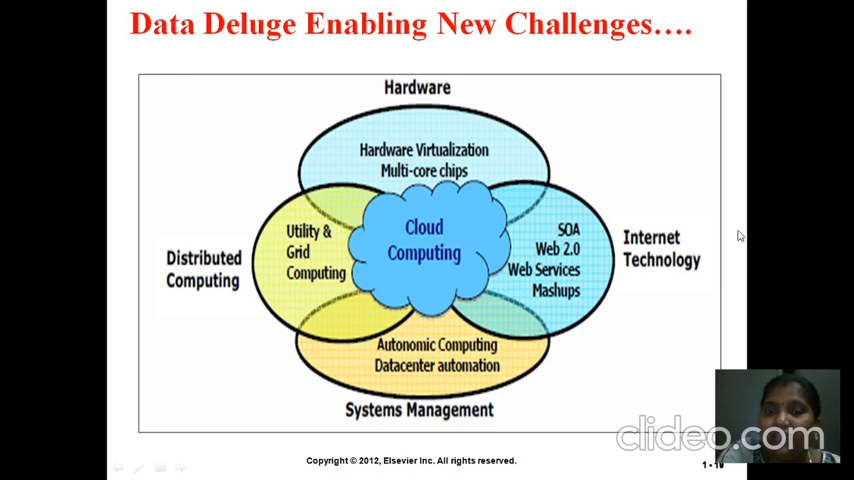 Data Deluge Enabling New Challenges….
Hardware
Hardware Virtualization
Multi-core chips
Cloud
Computing
Utility &
Grid
Computing
Distributed
Computing
SOA
Web 2.0
Web Services
Mashups
Internet
Technology
Autonomic Computing
Datacenter automation
Systems Management
clideo.com
Copyright © 2012, Elsevier Inc. All rights reserved.